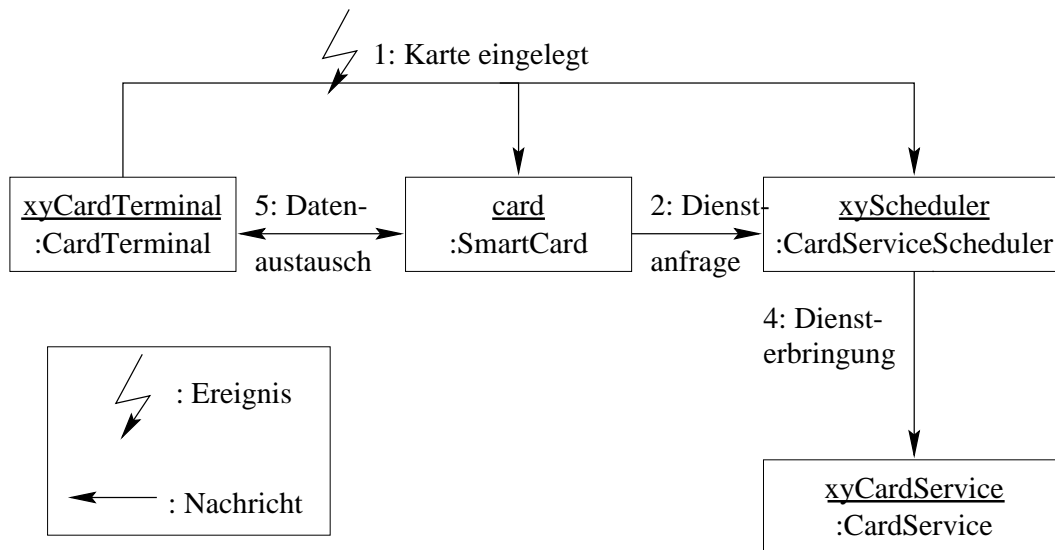 1: Karte eingelegt
xyCardTerminal
:CardTerminal
5: Daten-
austausch
card
:SmartCard
2: Dienst-
anfrage
xyScheduler
:CardServiceScheduler
4: Dienst-
erbringung
: Ereignis
: Nachricht
xyCardService
:CardService